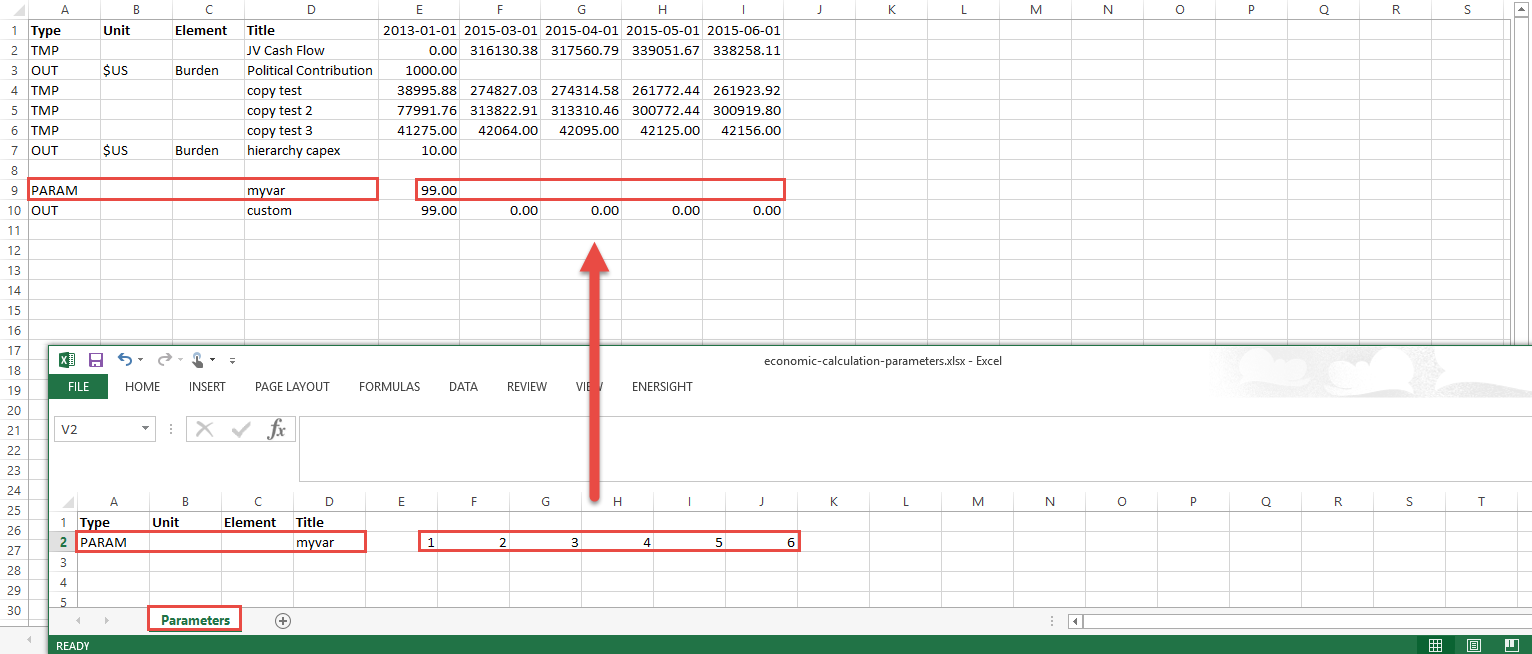 A B C D E F G H I J K L M N O P Q R S
1 Type Unit Element Title 2013-01-01 2015-03-01 2015-04-01 2015-05-01 2015-06-01
2 TMP JV Cash Flow 0.00 316130.38 317560.79 339051.67 338258.11
3 OUT $US Burden Political Contribution 1000.00
4 TMP copy test 38995.88 274827.03 274314.58 261772.44 261923.92
5 TMP copy test 2 77991.76 313822.91 313310.46 300772.44 300919.80
6 TMP copy test 3 41275.00 42064.00 42095.00 42125.00 42156.00
7 OUT $US Burden hierarchy capex 10.00
8
9 PARAM myvar 99.00
10 OUT custom 99.00 0.00 0.00 0.00 0.00
11
12
13
14
15
16
17
18 economic-calculation-parameters.xlsx - Excel
19 FILE HOME INSERT PAGE LAYOUT FORMULAS DATA REVIEW VIEW ENERSIGHT
20
21 V2 fx
22
23
24
25 A B C D E F G H I J K L M N O P Q R S T
26 1 Type Unit Element Title
27 2 PARAM myvar 1 2 3 4 5 6
28 3
29 4
30 5
Parameters
READY